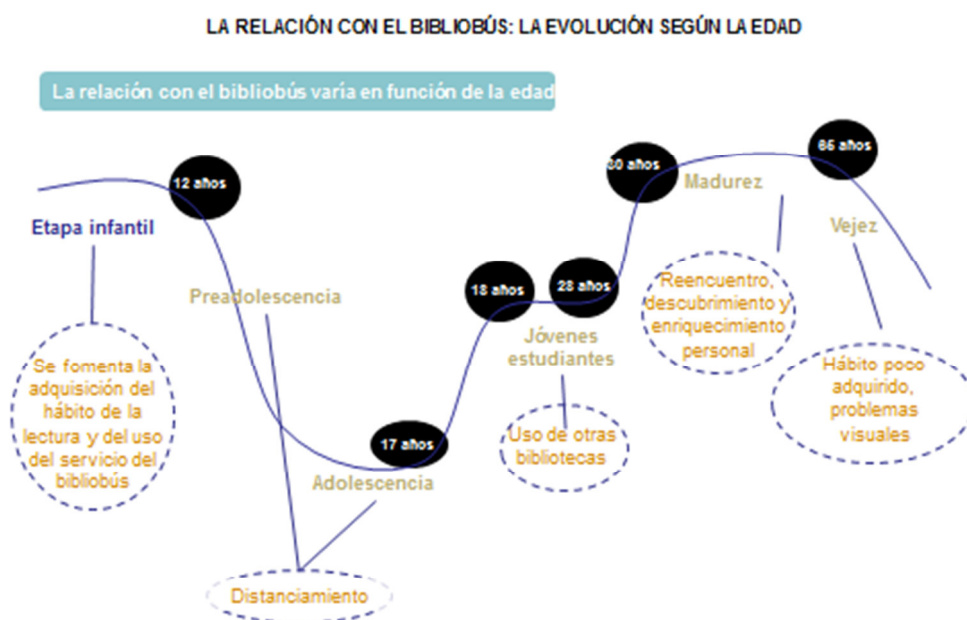 LA RELACIÓN CON EL BIBLIOBÚS: LA EVOLUCIÓN SEGÚN LA EDAD
La relación con el bibliobús varía en función de la edad
12 años
30 años
Madurez
65 años
Etapa infantil
Vejez
Preadolescencia
18 años
28 años
Jóvenes
estudiantes
Reencuentro,
descubrimiento y
enriquecimiento
personal
Se fomenta la
adquisición del
hábito de la
lectura y del uso
del servicio del
bibliobús
Hábito poco
adquirido,
problemas
visuales
17 años
Adolescencia
Uso de otras
bibliotecas
Distanciamiento